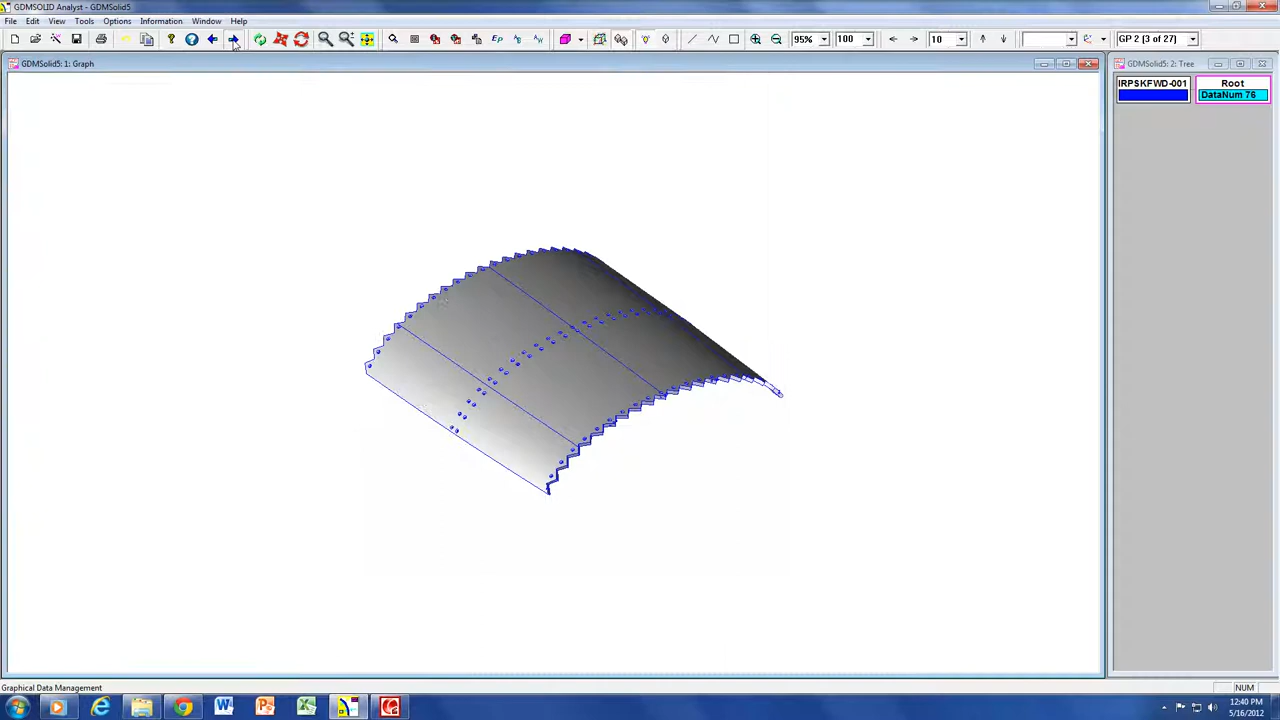 GDMSOLID Analyst - GDMSolid5
File Edit View Tools Options Information Window Help
95% 100 10 GP 2 (3 of 27)
GDMSolid5: 1: Graph
GDMSolid5: 2: Tree
IRPSKFWD-001
Root
DataNum 76
Graphical Data Management
NUM
12:40 PM
5/16/2012